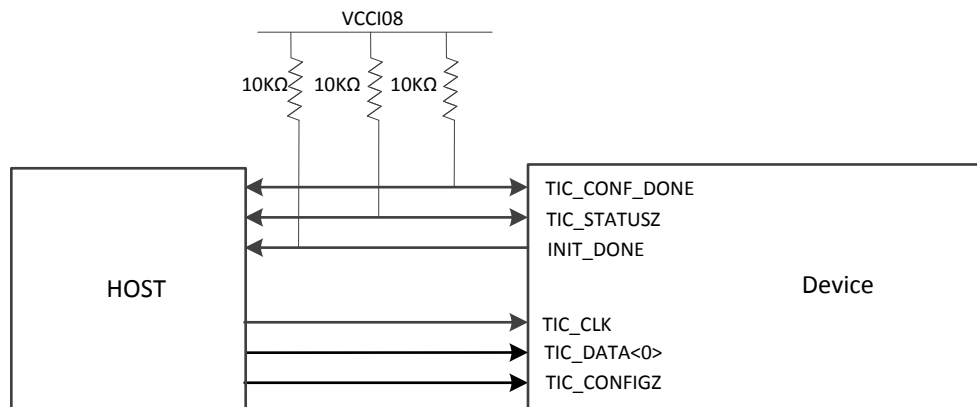 VCCI08
10KΩ 10KΩ 10KΩ
TIC_CONF_DONE
TIC_STATUSZ
INIT_DONE
HOST
Device
TIC_CLK
TIC_DATA<0>
TIC_CONFIGZ